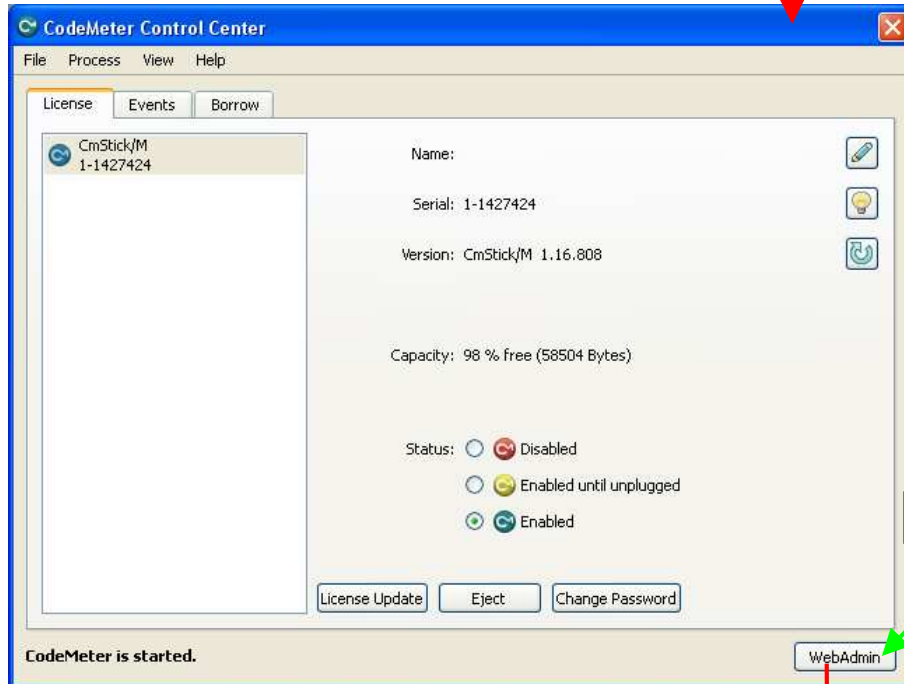 CodeMeter Control Center
File Process View Help
License Events Borrow
CmStick/M
1-1427424
Name:
Serial: 1-1427424
Version: CmStick/M 1.16.808
Capacity: 98 % free (58504 Bytes)
Status: Disabled
Enabled until unplugged
Enabled
License Update Eject Change Password
CodeMeter is started. WebAdmin